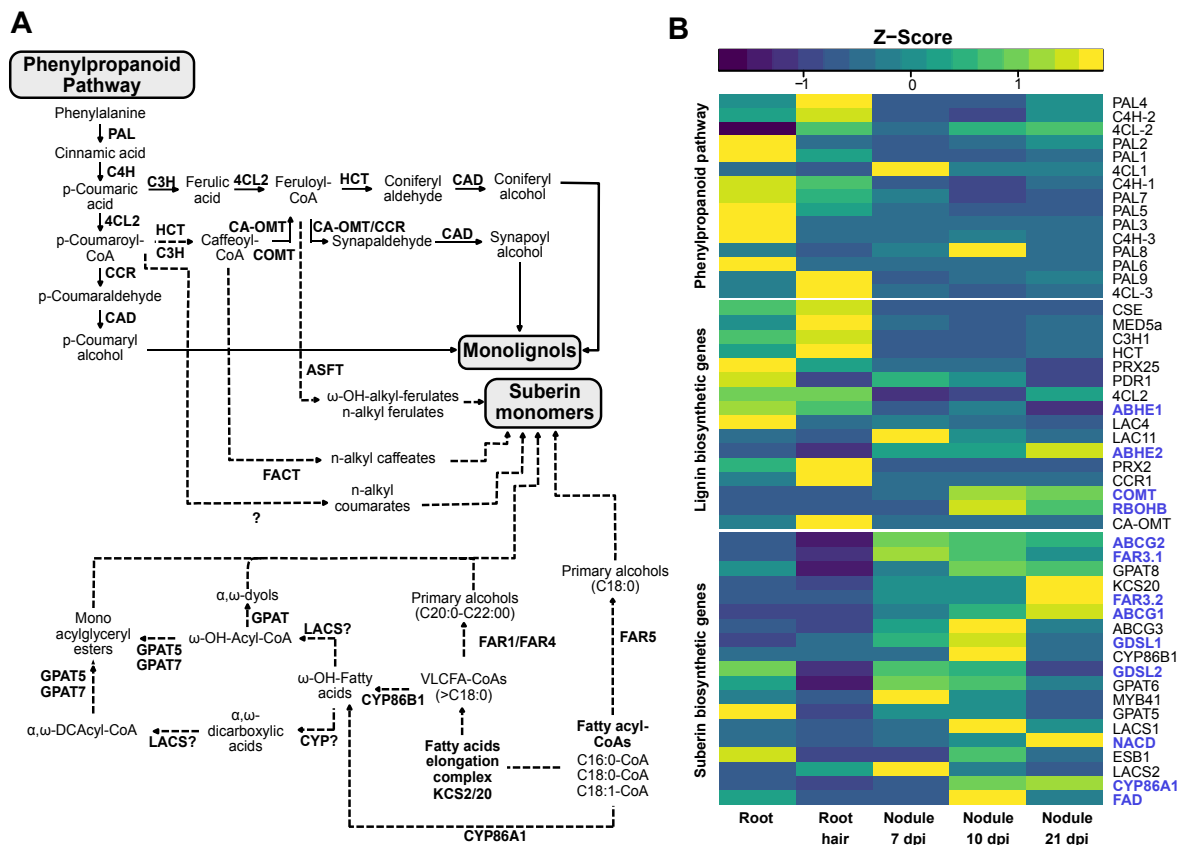 A
Phenylpropanoid
Pathway
Phenylalanine
PAL
Cinnamic acid
C4H
p-Coumaric
acid
C3H
Ferulic
acid
4CL2
Feruloyl-
CoA
HCT
Coniferyl
aldehyde
CAD
Coniferyl
alcohol
4CL2
p-Coumaroyl-
CoA
HCT
C3H
Caffeoyl-
CoA
CA-OMT
COMT
CA-OMT/CCR
Synapaldehyde
CAD
Synapoyl
alcohol
CCR
p-Coumaraldehyde
CAD
p-Coumaryl
alcohol
Monolignols
ASFT
ω-OH-alkyl-ferulates
n-alkyl ferulates
Suberin
monomers
FACT
n-alkyl caffeates
n-alkyl
coumarates
?
Primary alcohols
(C18:0)
α,ω-dyols
Primary alcohols
(C20:0-C22:00)
GPAT
Mono
acylglyceryl
esters
GPAT5
GPAT7
ω-OH-Acyl-CoA
LACS?
FAR1/FAR4
FAR5
GPAT5
GPAT7
ω-OH-Fatty
acids
CYP86B1
VLCFA-CoAs
(>C18:0)
α,ω-DCAcyl-CoA
LACS?
α,ω-
dicarboxylic
acids
CYP?
Fatty acids
elongation
complex
KCS2/20
Fatty acyl-
CoAs
C16:0-CoA
C18:0-CoA
C18:1-CoA
CYP86A1
B
Z−Score
−1
0
1
Phenylpropanoid pathway
PAL4
C4H-2
4CL-2
PAL2
PAL1
4CL1
C4H-1
PAL7
PAL5
PAL3
C4H-3
PAL8
PAL6
PAL9
4CL-3
Lignin biosynthetic genes
CSE
MED5a
C3H1
HCT
PRX25
PDR1
4CL2
ABHE1
LAC4
LAC11
ABHE2
PRX2
CCR1
COMT
RBOHB
CA-OMT
Suberin biosynthetic genes
ABCG2
FAR3.1
GPAT8
KCS20
FAR3.2
ABCG1
ABCG3
GDSL1
CYP86B1
GDSL2
GPAT6
MYB41
GPAT5
LACS1
NACD
ESB1
LACS2
CYP86A1
FAD
Root
Root
hair
Nodule
7 dpi
Nodule
10 dpi
Nodule
21 dpi